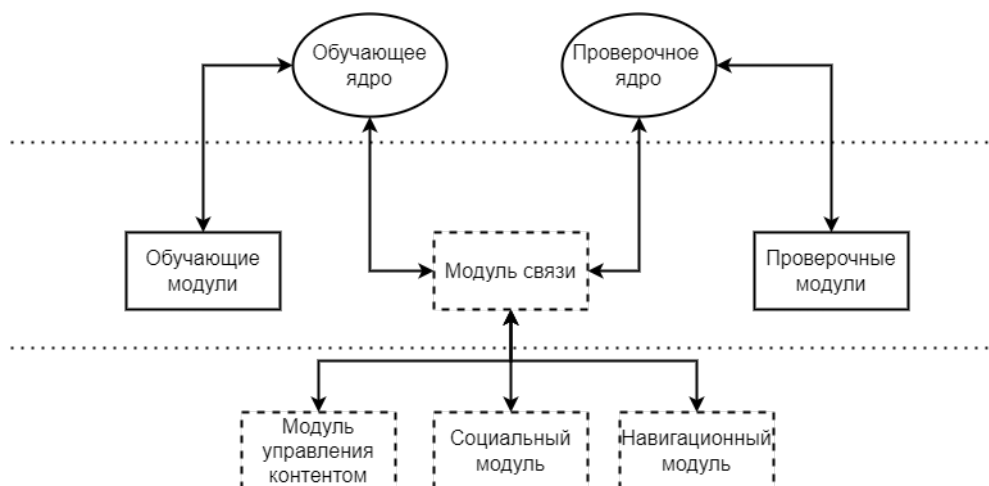 Обучающее
ядро
Проверочное
ядро
Обучающие
модули
Модуль связи
Проверочные
модули
Модуль
управления
контентом
Социальный
модуль
Навигационный
модуль